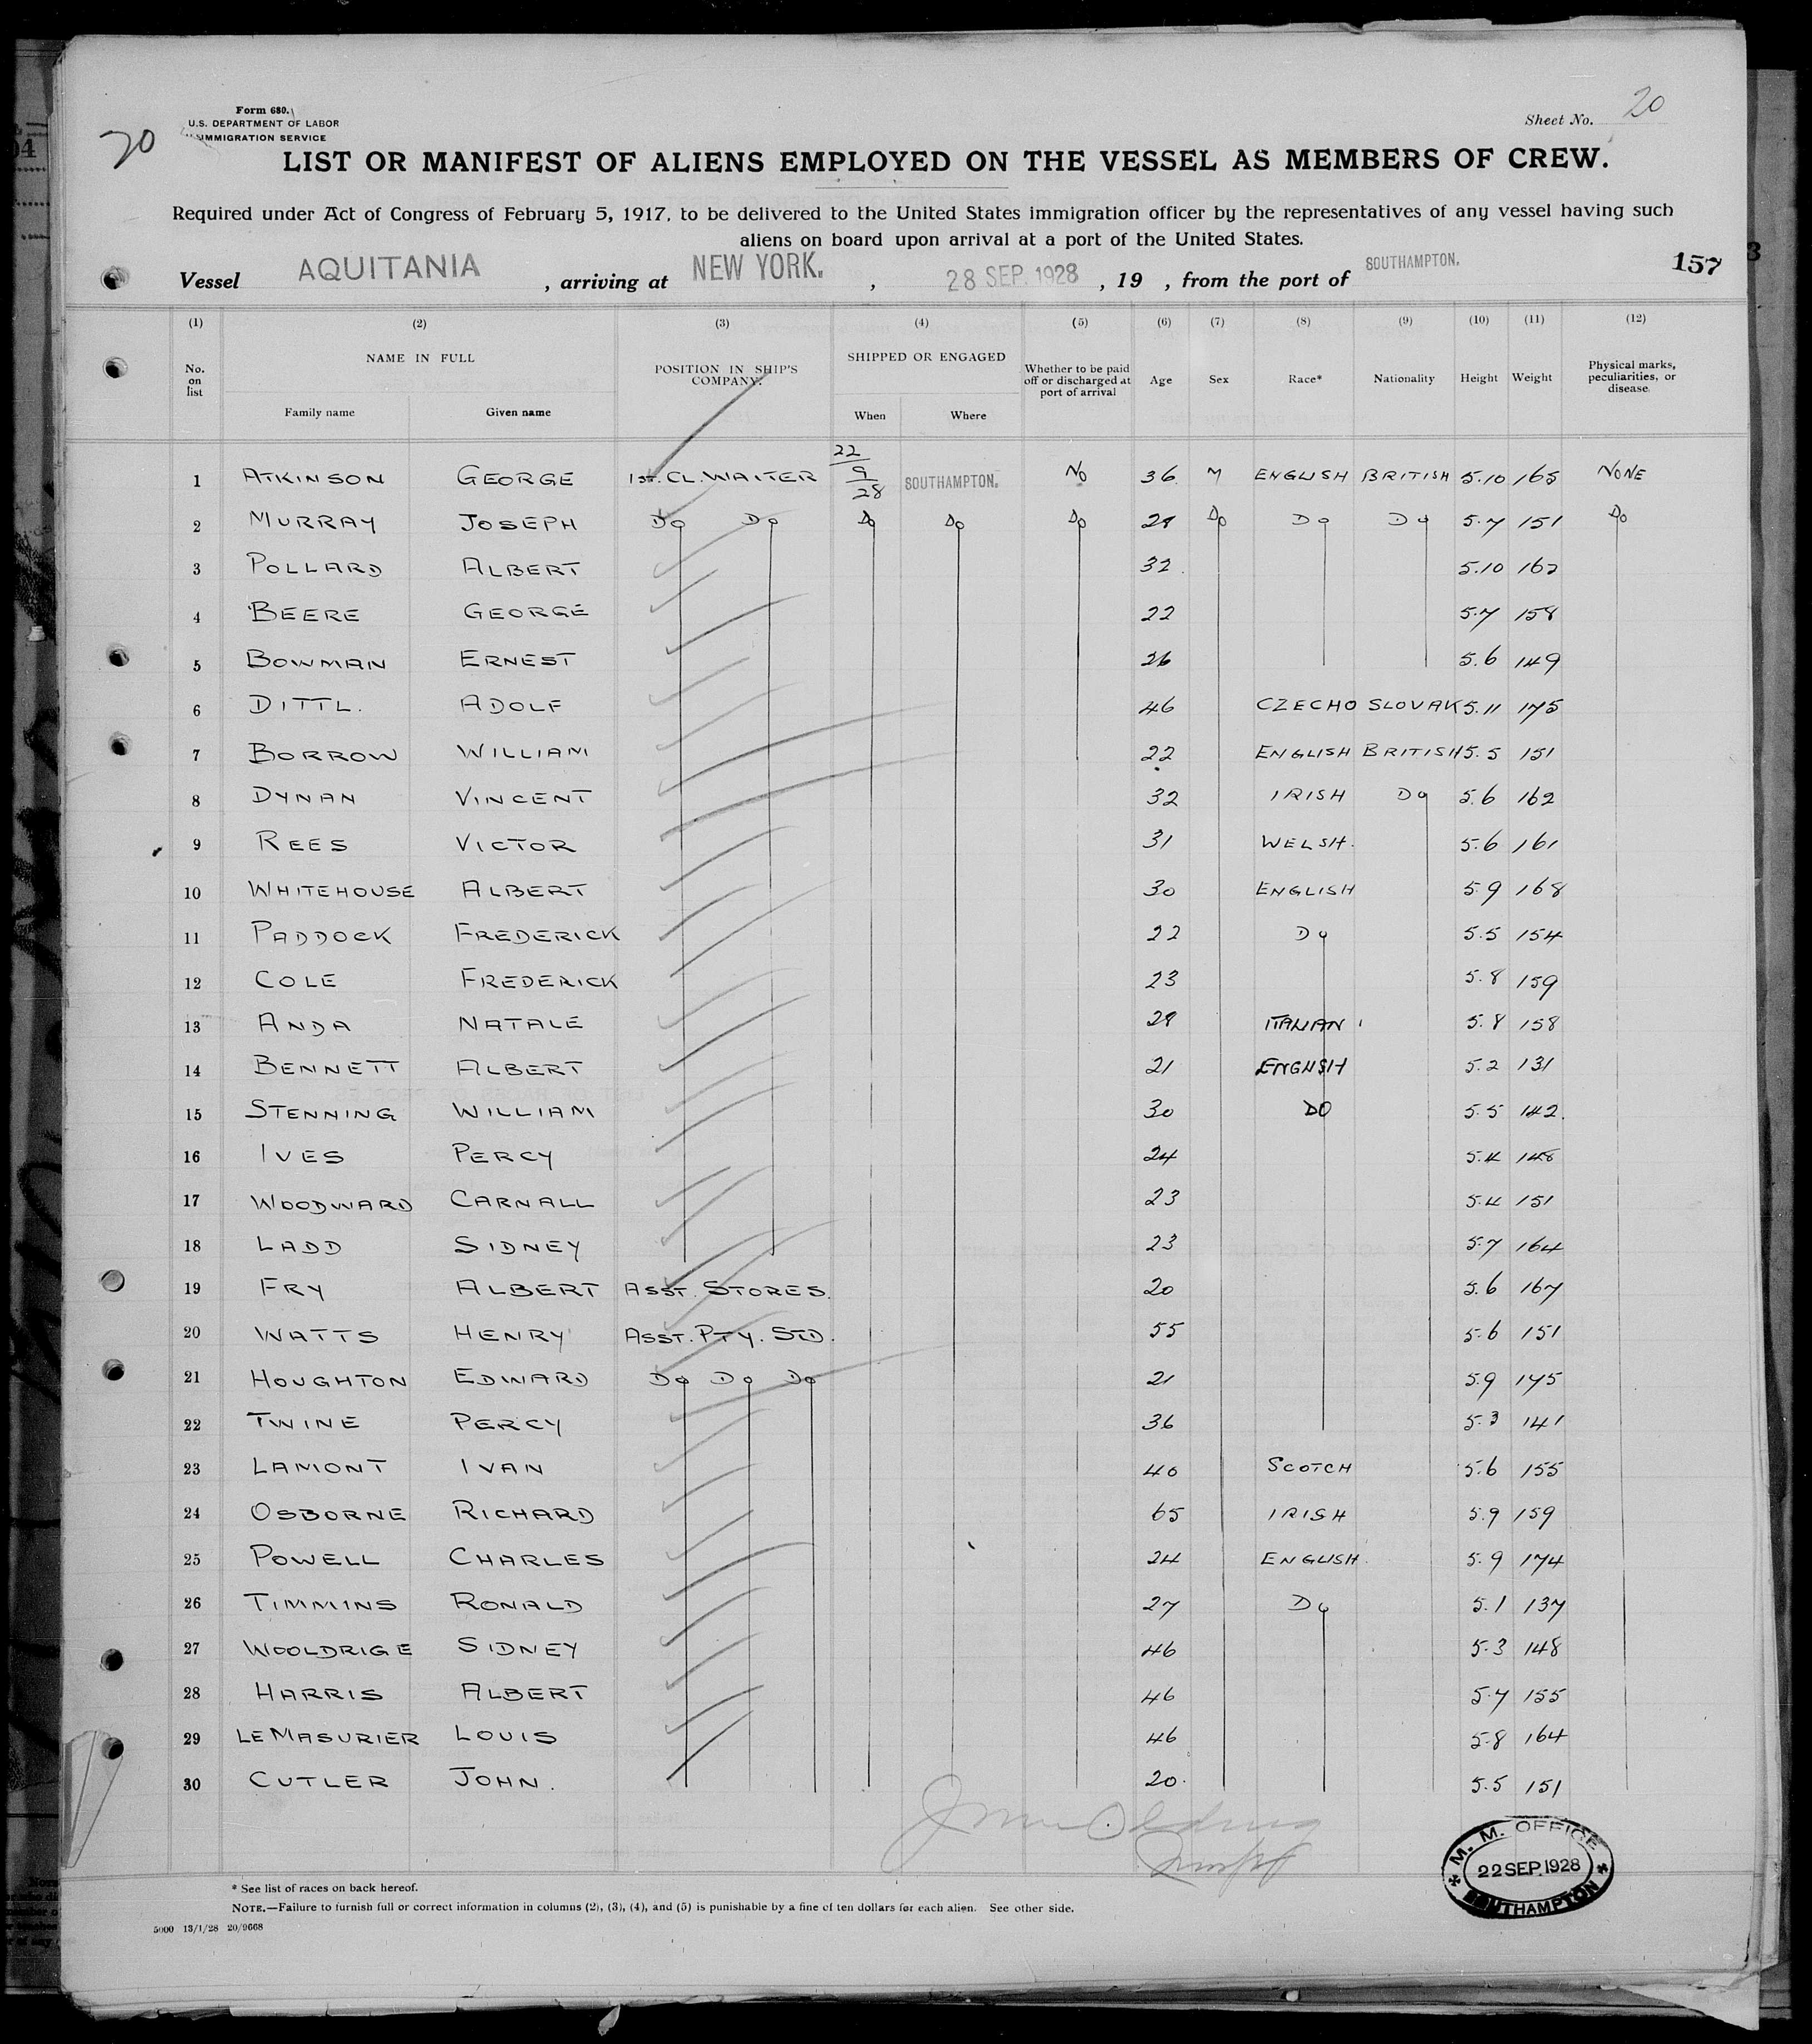 Form 680.
U.S. DEPARTMENT OF LABOR
IMMIGRATION SERVICE
20
Sheet No. 20
LIST OR MANIFEST OF ALIENS EMPLOYED ON THE VESSEL AS MEMBERS OF CREW.
Required under Act of Congress of February 5, 1917, to be delivered to the United States immigration officer by the representatives of any vessel having such
aliens on board upon arrival at a port of the United States.
Vessel AQUITANIA, arriving at NEW YORK., 28 SEP. 1928, 19 , from the port of SOUTHAMPTON. 157
(1) (2) (3) (4) (5) (6) (7) (8) (9) (10) (11) (12)
No. on list NAME IN FULL Family name Given name POSITION IN SHIP'S COMPANY. SHIPPED OR ENGAGED When Where Whether to be paid off or discharged at port of arrival Age Sex Race* Nationality Height Weight Physical marks, peculiarities, or disease.
1 ATKINSON GEORGE 1ST. CL. WAITER 22/9/28 SOUTHAMPTON. NO 36 M ENGLISH BRITISH 5.10 165 NONE
2 MURRAY JOSEPH DO DO DO DO DO 29 DO DO DO 5.7 151 DO
3 POLLARD ALBERT 32 5.10 162
4 BEERE GEORGE 22 5.7 158
5 BOWMAN ERNEST 26 5.6 149
6 DITTL. ADOLF 46 CZECHO SLOVAK 5.11 175
7 BORROW WILLIAM 22 ENGLISH BRITISH 5.5 151
8 DYNAN VINCENT 32 IRISH DO 5.6 162
9 REES VICTOR 31 WELSH. 5.6 161
10 WHITEHOUSE ALBERT 30 ENGLISH 5.9 168
11 PADDOCK FREDERICK 22 DO 5.5 154
12 COLE FREDERICK 23 5.8 159
13 ANDA NATALE 29 ITALIAN 5.8 158
14 BENNETT ALBERT 21 ENGLISH 5.2 131
15 STENNING WILLIAM 30 DO 5.5 142.
16 IVES PERCY 24 5.4 148
17 WOODWARD CARNALL 23 5.4 151
18 LADD SIDNEY 23 5.7 164
19 FRY ALBERT ASST. STORES. 20 5.6 167
20 WATTS HENRY ASST. PTY. STD. 55 5.6 151
21 HOUGHTON EDWARD DO DO DO 21 5.9 175
22 TWINE PERCY 36 5.3 141
23 LAMONT IVAN 40 SCOTCH 5.6 155
24 OSBORNE RICHARD 65 IRISH 5.9 159
25 POWELL CHARLES 24 ENGLISH. 5.9 174
26 TIMMINS RONALD 27 DO 5.1 137
27 WOOLDRIGE SIDNEY 46 5.3 148
28 HARRIS ALBERT 46 5.7 155
29 LE MASURIER LOUIS 46 5.8 164
30 CUTLER JOHN. 20. 5.5 151
M. M. OFFICE
22 SEP. 1928
SOUTHAMPTON
* See list of races on back hereof.
NOTE.—Failure to furnish full or correct information in columns (2), (3), (4), and (5) is punishable by a fine of ten dollars for each alien. See other side.
5000 13/1/28 20/9668